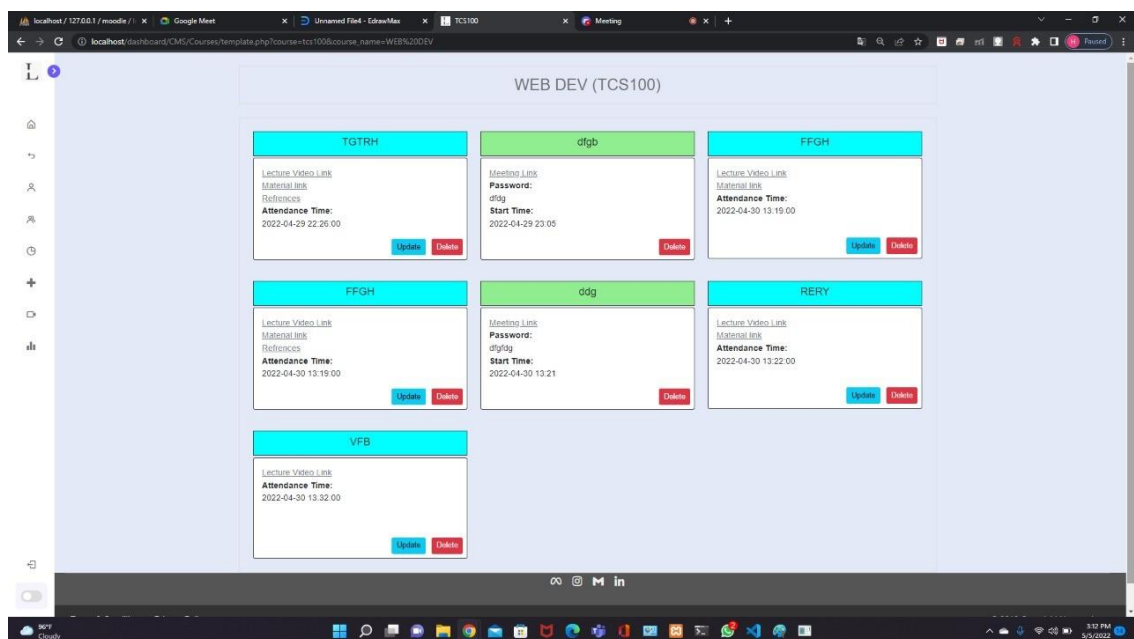 localhost / 127.0.0.1 / moodle /
Google Meet
Unnamed File4 - EdrawMax
TCS100
Meeting
localhost/dashboard/CMS/Courses/template.php?course=tcs100&course_name=WEB%20DEV
Paused
L
WEB DEV (TCS100)
TGTRH
Lecture Video Link
Material link
Refrences
Attendance Time:
2022-04-29 22:26:00
Update Delete
dfgb
Meeting Link
Password:
dfdg
Start Time:
2022-04-29 23:05
Delete
FFGH
Lecture Video Link
Material link
Attendance Time:
2022-04-30 13:19:00
Update Delete
FFGH
Lecture Video Link
Material link
Refrences
Attendance Time:
2022-04-30 13:19:00
Update Delete
ddg
Meeting Link
Password:
dfgfdg
Start Time:
2022-04-30 13:21
Delete
RERY
Lecture Video Link
Material link
Attendance Time:
2022-04-30 13:22:00
Update Delete
VFB
Lecture Video Link
Attendance Time:
2022-04-30 13:32:00
Update Delete
96°F
Cloudy
3:12 PM
5/5/2022